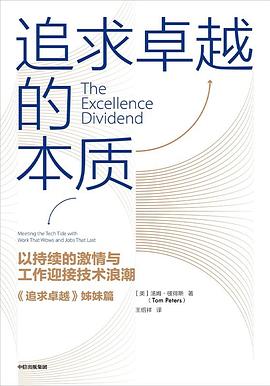 追求卓越
的
The
Excellence
Dividend
本质
Meeting the Tech Tide with
Work That Wows and Jobs That Last
以持续的激情与
工作迎接技术浪潮
《追求卓越》姊妹篇
[美] 汤姆·彼得斯 著
(Tom Peters)
王绍祥 译
中信出版集团